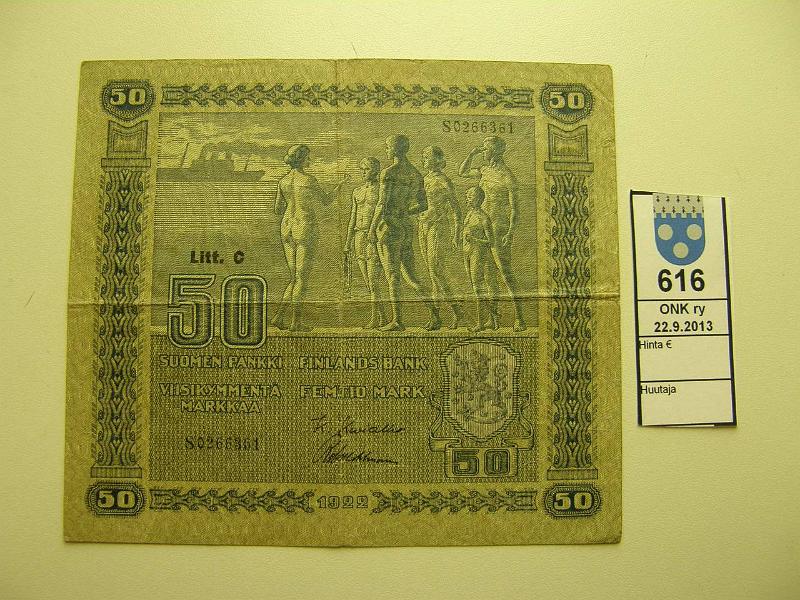 50
50
S0266361
Litt. C
50
SUOMEN PANKKI FINLANDS BANK
VIISIKYMMENTÄ FEMTIO MARK
MARKKAA
S0266361
50
50
1922
50
616
ONK ry
22.9.2013
Hinta €
Huutaja